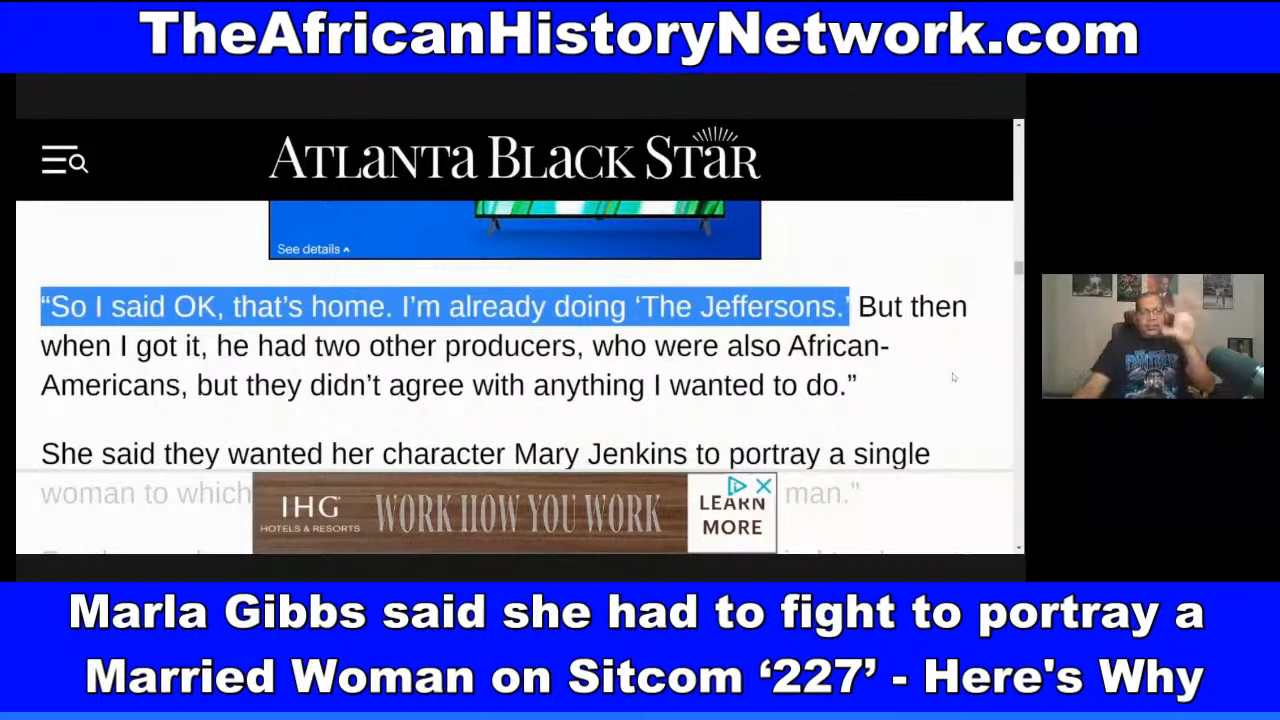 TheAfricanHistoryNetwork.com
ATLANTA BLACK STAR
See details
“So I said OK, that’s home. I’m already doing ‘The Jeffersons.’ But then
when I got it, he had two other producers, who were also African-
Americans, but they didn’t agree with anything I wanted to do.”
She said they wanted her character Mary Jenkins to portray a single
woman to which man.”
IHG
HOTELS & RESORTS
WORK HOW YOU WORK
LEARN
MORE
Marla Gibbs said she had to fight to portray a
Married Woman on Sitcom ‘227’ - Here's Why